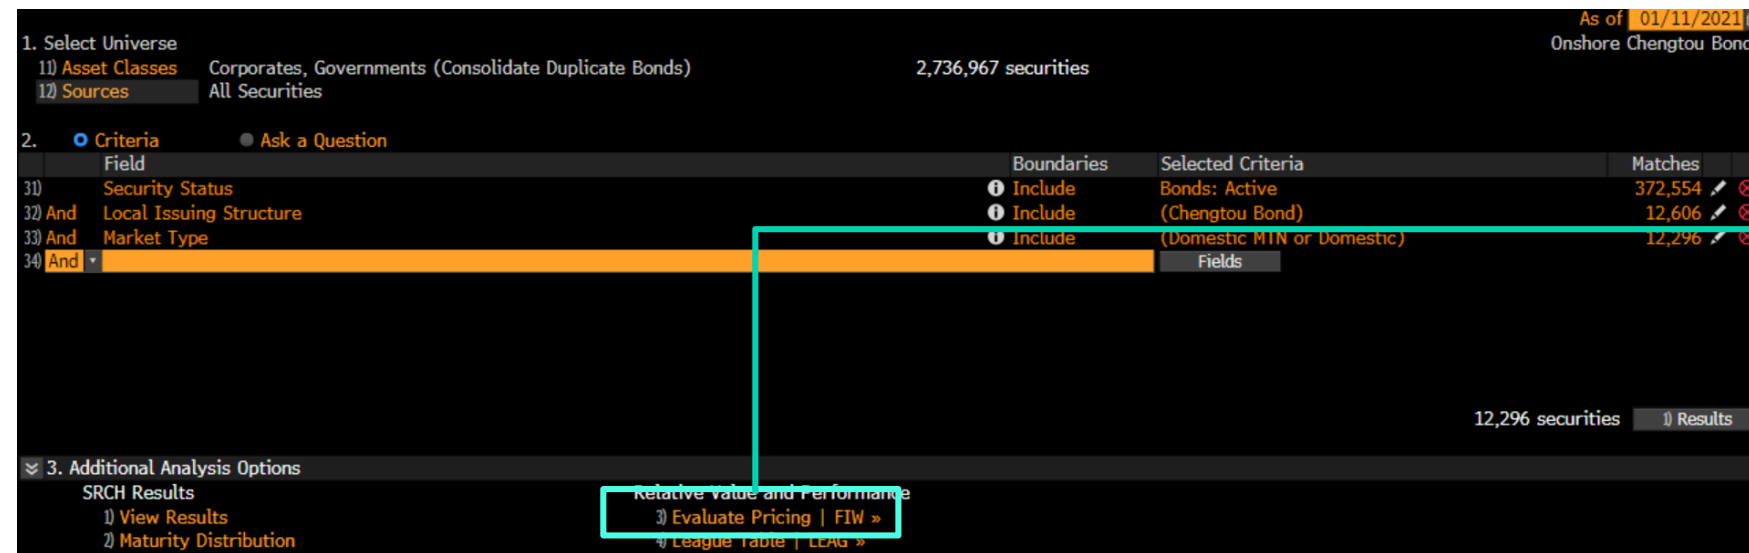 As of 01/11/2021
1. Select Universe Onshore Chengtou Bond
11) Asset Classes Corporates, Governments (Consolidate Duplicate Bonds) 2,736,967 securities
12) Sources All Securities
2. Criteria Ask a Question
Field Boundaries Selected Criteria Matches
31) Security Status Include Bonds: Active 372,554
32) And Local Issuing Structure Include (Chengtou Bond) 12,606
33) And Market Type Include (Domestic MTN or Domestic) 12,296
34) And Fields
12,296 securities 1) Results
3. Additional Analysis Options
SRCH Results Relative Value and Performance
1) View Results 3) Evaluate Pricing | FIW »
2) Maturity Distribution 4) League Table | LEAG »